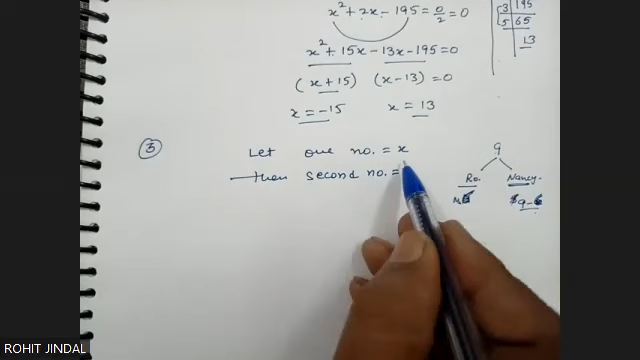 x² + 2x - 195 = 0/2 = 0
x² + 15x - 13x - 195 = 0
(x+15) (x-13) = 0
x = -15 x = 13
3 195
5 65
13
③ Let one no. = x
Then second no. =
9
Ro. Nancy
9-
ROHIT JINDAL